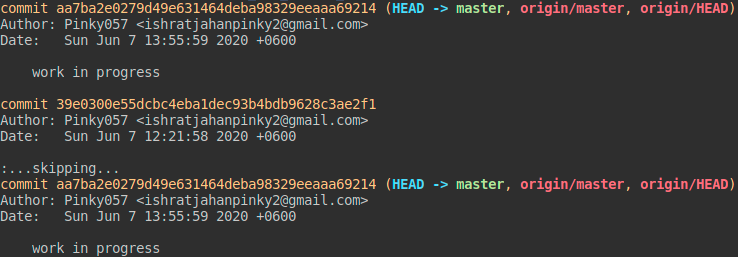 commit aa7ba2e0279d49e631464deba98329eeaaa69214 (HEAD -> master, origin/master, origin/HEAD)
Author: Pinky057 <ishratjahanpinky2@gmail.com>
Date:   Sun Jun 7 13:55:59 2020 +0600

    work in progress

commit 39e0300e55dcbc4eba1dec93b4bdb9628c3ae2f1
Author: Pinky057 <ishratjahanpinky2@gmail.com>
Date:   Sun Jun 7 12:21:58 2020 +0600

:...skipping...
commit aa7ba2e0279d49e631464deba98329eeaaa69214 (HEAD -> master, origin/master, origin/HEAD)
Author: Pinky057 <ishratjahanpinky2@gmail.com>
Date:   Sun Jun 7 13:55:59 2020 +0600

    work in progress